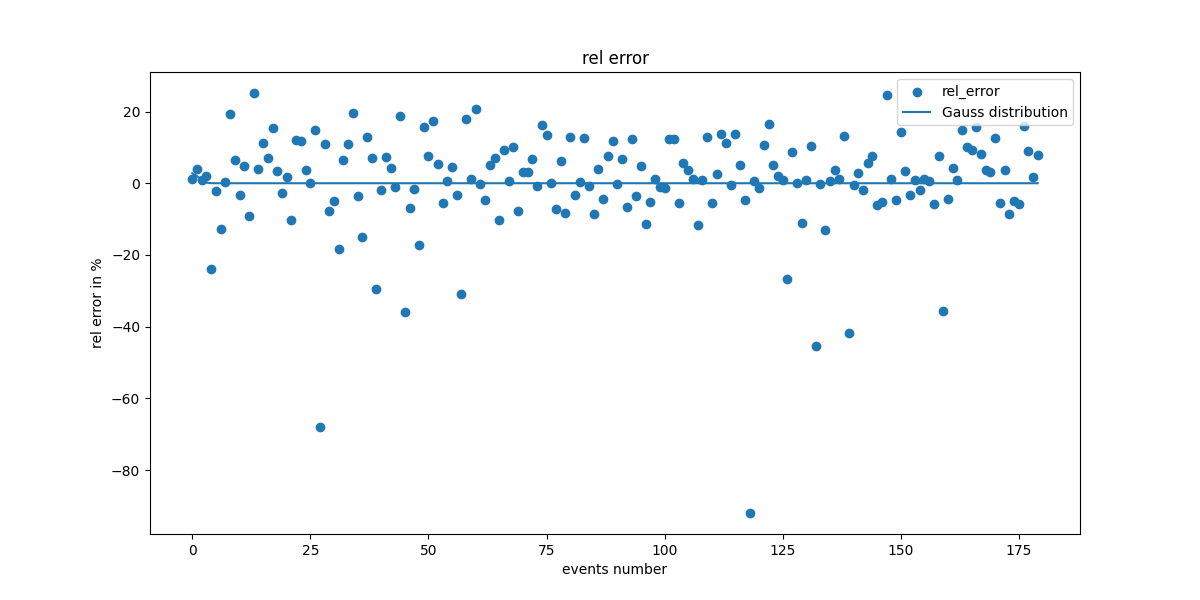 rel error
rel_error
Gauss distribution
20
0
−20
−40
−60
−80
rel error in %
0
25
50
75
100
125
150
175
events number